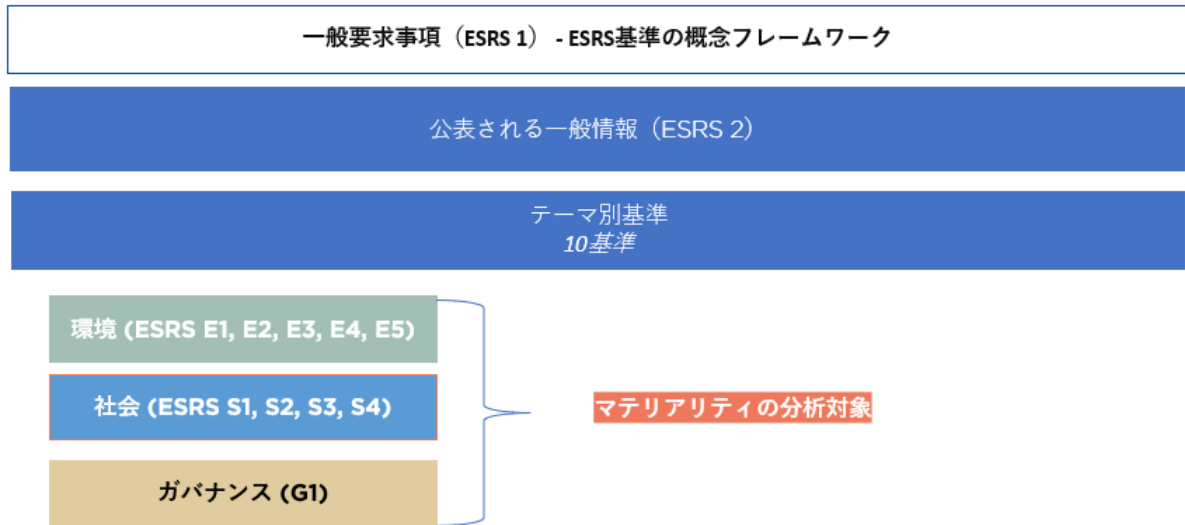 一般要求事項（ESRS 1） - ESRS基準の概念フレームワーク
公表される一般情報（ESRS 2）
テーマ別基準
10基準
環境 (ESRS E1, E2, E3, E4, E5)
社会 (ESRS S1, S2, S3, S4)
マテリアリティの分析対象
ガバナンス (G1)